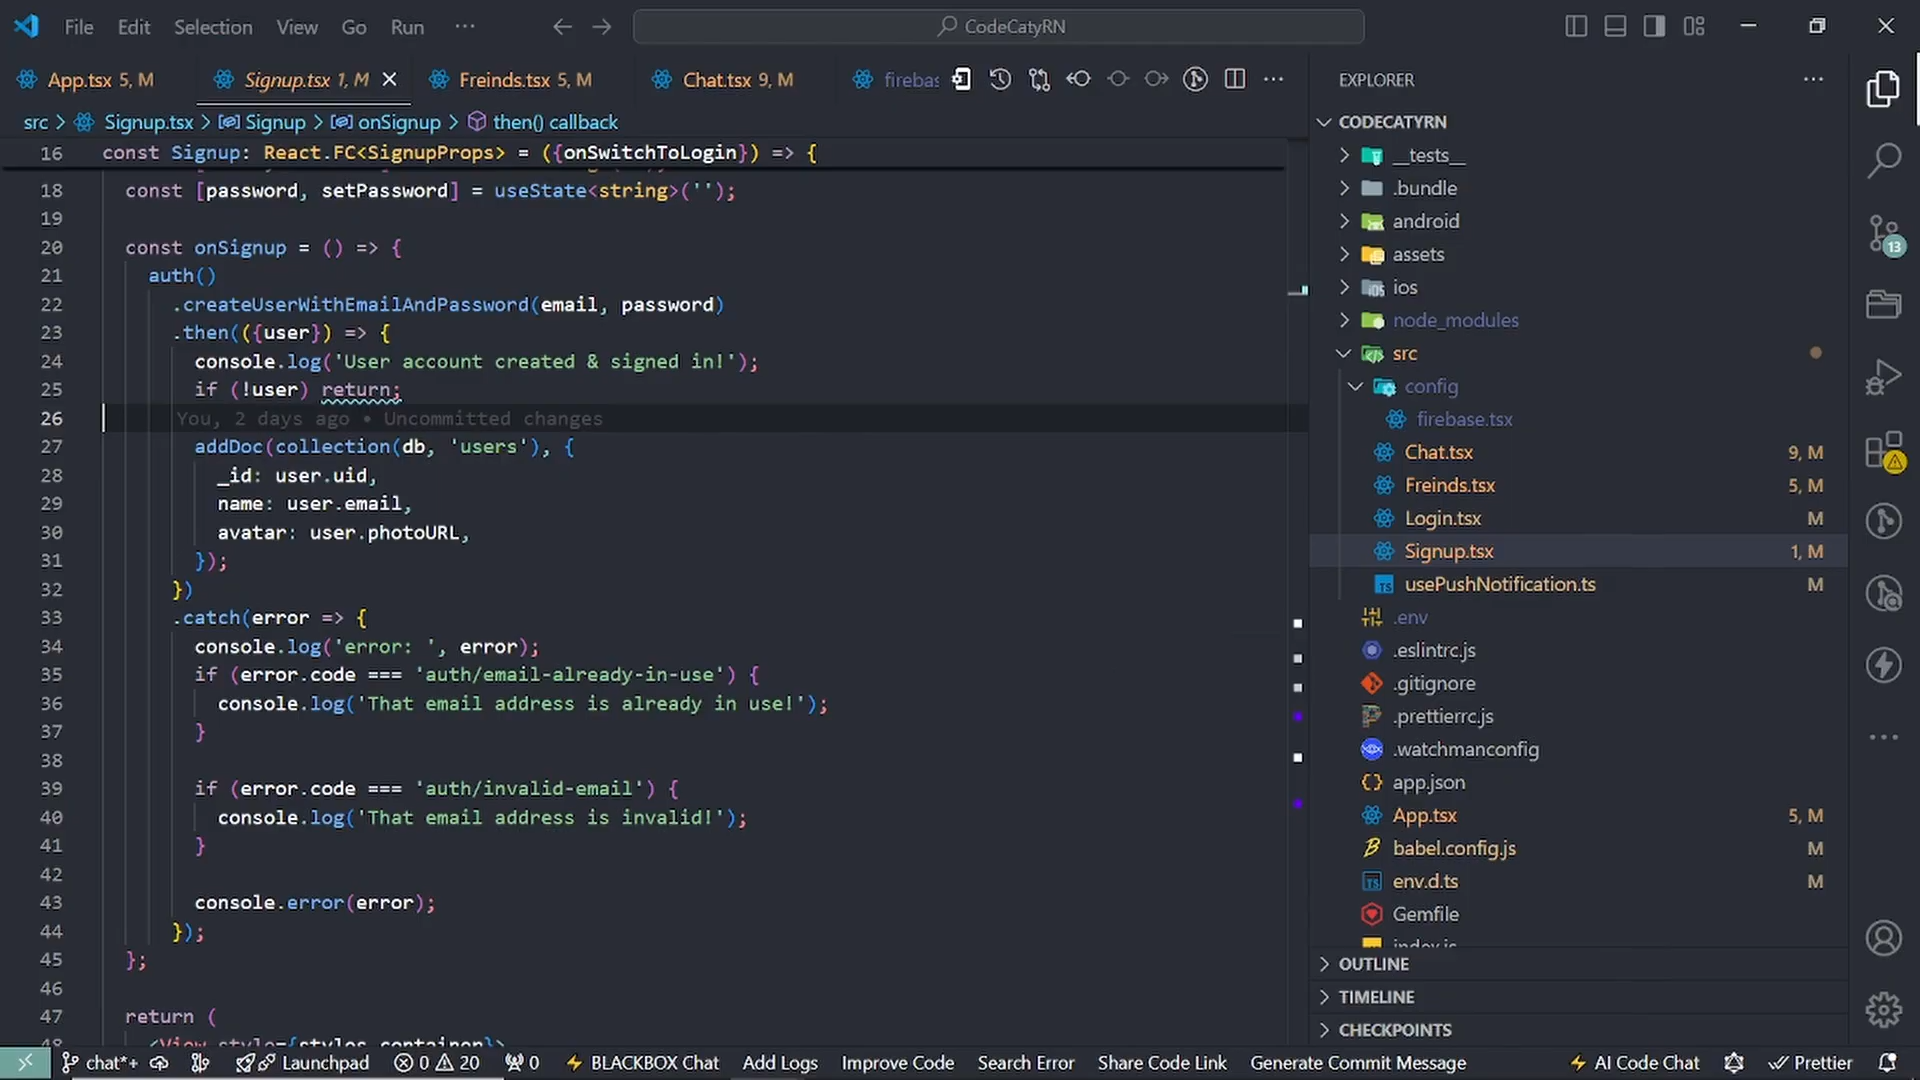 File Edit Selection View Go Run ··· CodeCatyRN
App.tsx 5, M Signup.tsx 1, M Freinds.tsx 5, M Chat.tsx 9, M firebas
src > Signup.tsx > Signup > onSignup > then() callback
16 const Signup: React.FC<SignupProps> = ({onSwitchToLogin}) => {
18 const [password, setPassword] = useState<string>('');
19
20 const onSignup = () => {
21 auth()
22 .createUserWithEmailAndPassword(email, password)
23 .then(({user}) => {
24 console.log('User account created & signed in!');
25 if (!user) return;
26 You, 2 days ago • Uncommitted changes
27 addDoc(collection(db, 'users'), {
28 _id: user.uid,
29 name: user.email,
30 avatar: user.photoURL,
31 });
32 })
33 .catch(error => {
34 console.log('error: ', error);
35 if (error.code === 'auth/email-already-in-use') {
36 console.log('That email address is already in use!');
37 }
38
39 if (error.code === 'auth/invalid-email') {
40 console.log('That email address is invalid!');
41 }
42
43 console.error(error);
44 });
45 };
46
47 return (
48 <View style={styles.container}>
EXPLORER
CODECATYRN
__tests__
.bundle
android
assets
ios
node_modules
src
config
firebase.tsx
Chat.tsx 9, M
Freinds.tsx 5, M
Login.tsx M
Signup.tsx 1, M
usePushNotification.ts M
.env
.eslintrc.js
.gitignore
.prettierrc.js
.watchmanconfig
app.json
App.tsx 5, M
babel.config.js M
env.d.ts M
Gemfile
index.js
OUTLINE
TIMELINE
CHECKPOINTS
13
chat*+ Launchpad 0 20 0 BLACKBOX Chat Add Logs Improve Code Search Error Share Code Link Generate Commit Message AI Code Chat Prettier